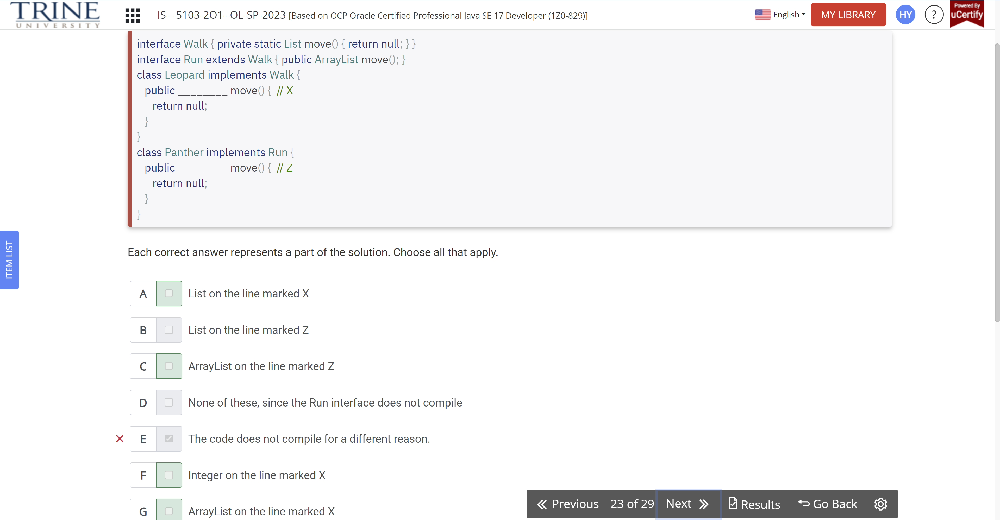 TRINE
UNIVERSITY
IS---5103-2O1--OL-SP-2023 [Based on OCP Oracle Certified Professional Java SE 17 Developer (1Z0-829)]
English
MY LIBRARY
HY
?
Powered By
uCertify
interface Walk { private static List move() { return null; } }
interface Run extends Walk { public ArrayList move(); }
class Leopard implements Walk {
public ________ move() { // X
return null;
}
}
class Panther implements Run {
public ________ move() { // Z
return null;
}
}
ITEM LIST
Each correct answer represents a part of the solution. Choose all that apply.
A List on the line marked X
B List on the line marked Z
C ArrayList on the line marked Z
D None of these, since the Run interface does not compile
E The code does not compile for a different reason.
F Integer on the line marked X
G ArrayList on the line marked X
Previous 23 of 29 Next Results Go Back